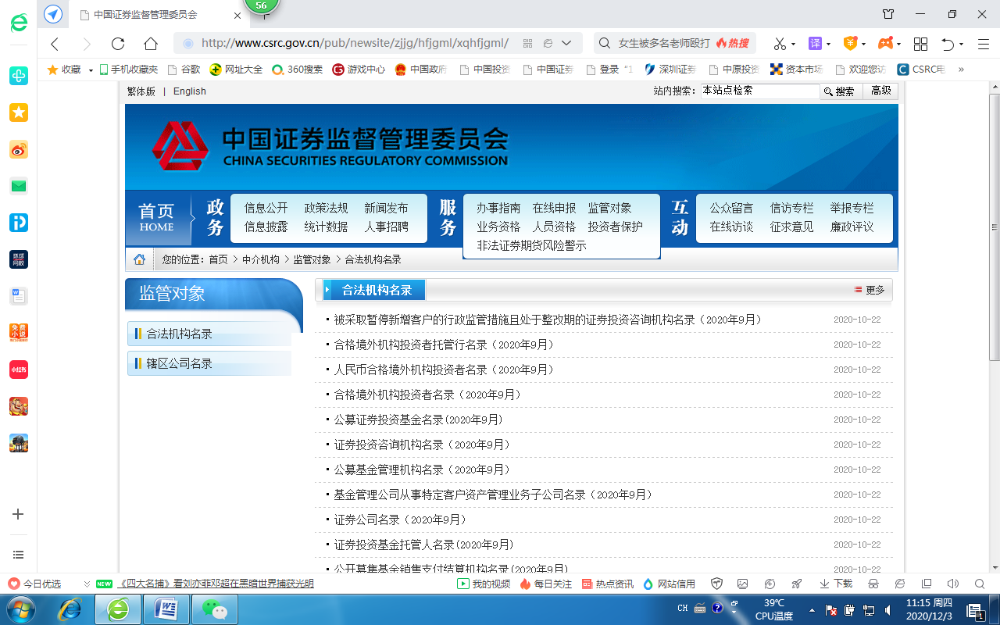 中国证券监督管理委员会
56
http://www.csrc.gov.cn/pub/newsite/zjjg/hfjgml/xqhfjgml/
女生被多名老师殴打 热搜
译
收藏 手机收藏夹 谷歌 网址大全 360搜索 游戏中心 中国政府 中国投资 中国证券 登录 "1 深圳证券 中原投资 资本市场 欢迎您访 CSRC电 »
繁体版 | English 站内搜索: 本站点检索 搜索 高级
中国证券监督管理委员会
CHINA SECURITIES REGULATORY COMMISSION
首页
HOME
政务
信息公开 政策法规 新闻发布
信息披露 统计数据 人事招聘
服务
办事指南 在线申报 监管对象
业务资格 人员资格 投资者保护
非法证券期货风险警示
互动
公众留言 信访专栏 举报专栏
在线访谈 征求意见 廉政评议
您的位置：首页 > 中介机构 > 监管对象 > 合法机构名录
监管对象
合法机构名录
辖区公司名录
合法机构名录 更多
被采取暂停新增客户的行政监管措施且处于整改期的证券投资咨询机构名录（2020年9月） 2020-10-22
合格境外机构投资者托管行名录（2020年9月） 2020-10-22
人民币合格境外机构投资者名录（2020年9月） 2020-10-22
合格境外机构投资者名录（2020年9月） 2020-10-22
公募证券投资基金名录(2020年9月) 2020-10-22
证券投资咨询机构名录（2020年9月） 2020-10-22
公募基金管理机构名录（2020年9月） 2020-10-22
基金管理公司从事特定客户资产管理业务子公司名录（2020年9月） 2020-10-22
证券公司名录（2020年9月） 2020-10-22
证券投资基金托管人名录(2020年9月) 2020-10-22
公开募集基金销售支付结算机构名录(2020年9月) 2020-10-22
环球网校
免费小说
小红书
今日优选 NEW 《四大名捕》看刘亦菲邓超在黑暗世界捕获光明 我的视频 每日关注 热点资讯 网站信用 下载
CH 39℃ CPU温度 11:15 周四 2020/12/3 1